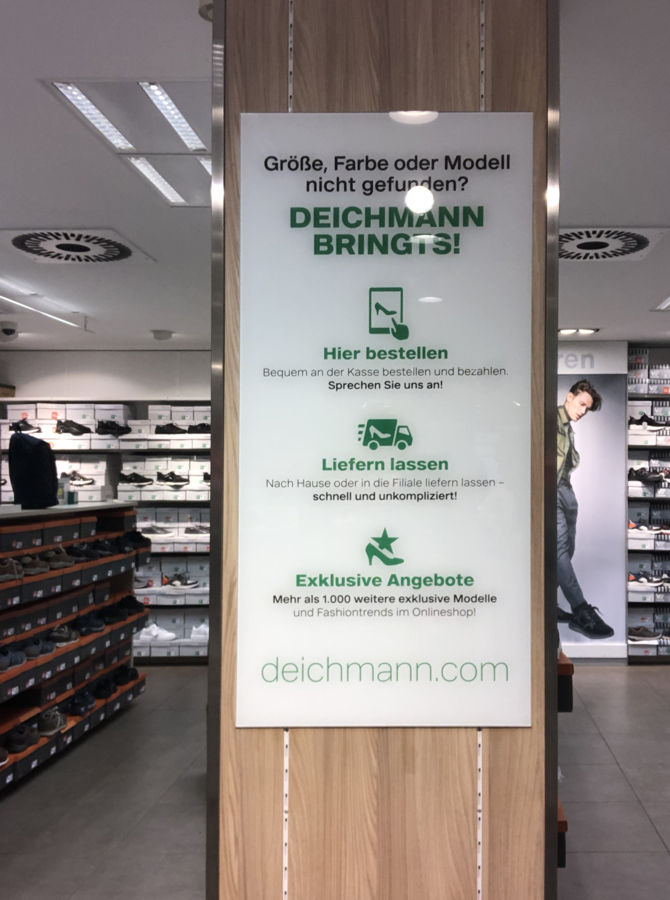 Größe, Farbe oder Modell
nicht gefunden?
DEICHMANN
BRINGTS!
Hier bestellen
Bequem an der Kasse bestellen und bezahlen.
Sprechen Sie uns an!
Liefern lassen
Nach Hause oder in die Filiale liefern lassen –
schnell und unkompliziert!
Exklusive Angebote
Mehr als 1.000 weitere exklusive Modelle
und Fashiontrends im Onlineshop!
deichmann.com
ren